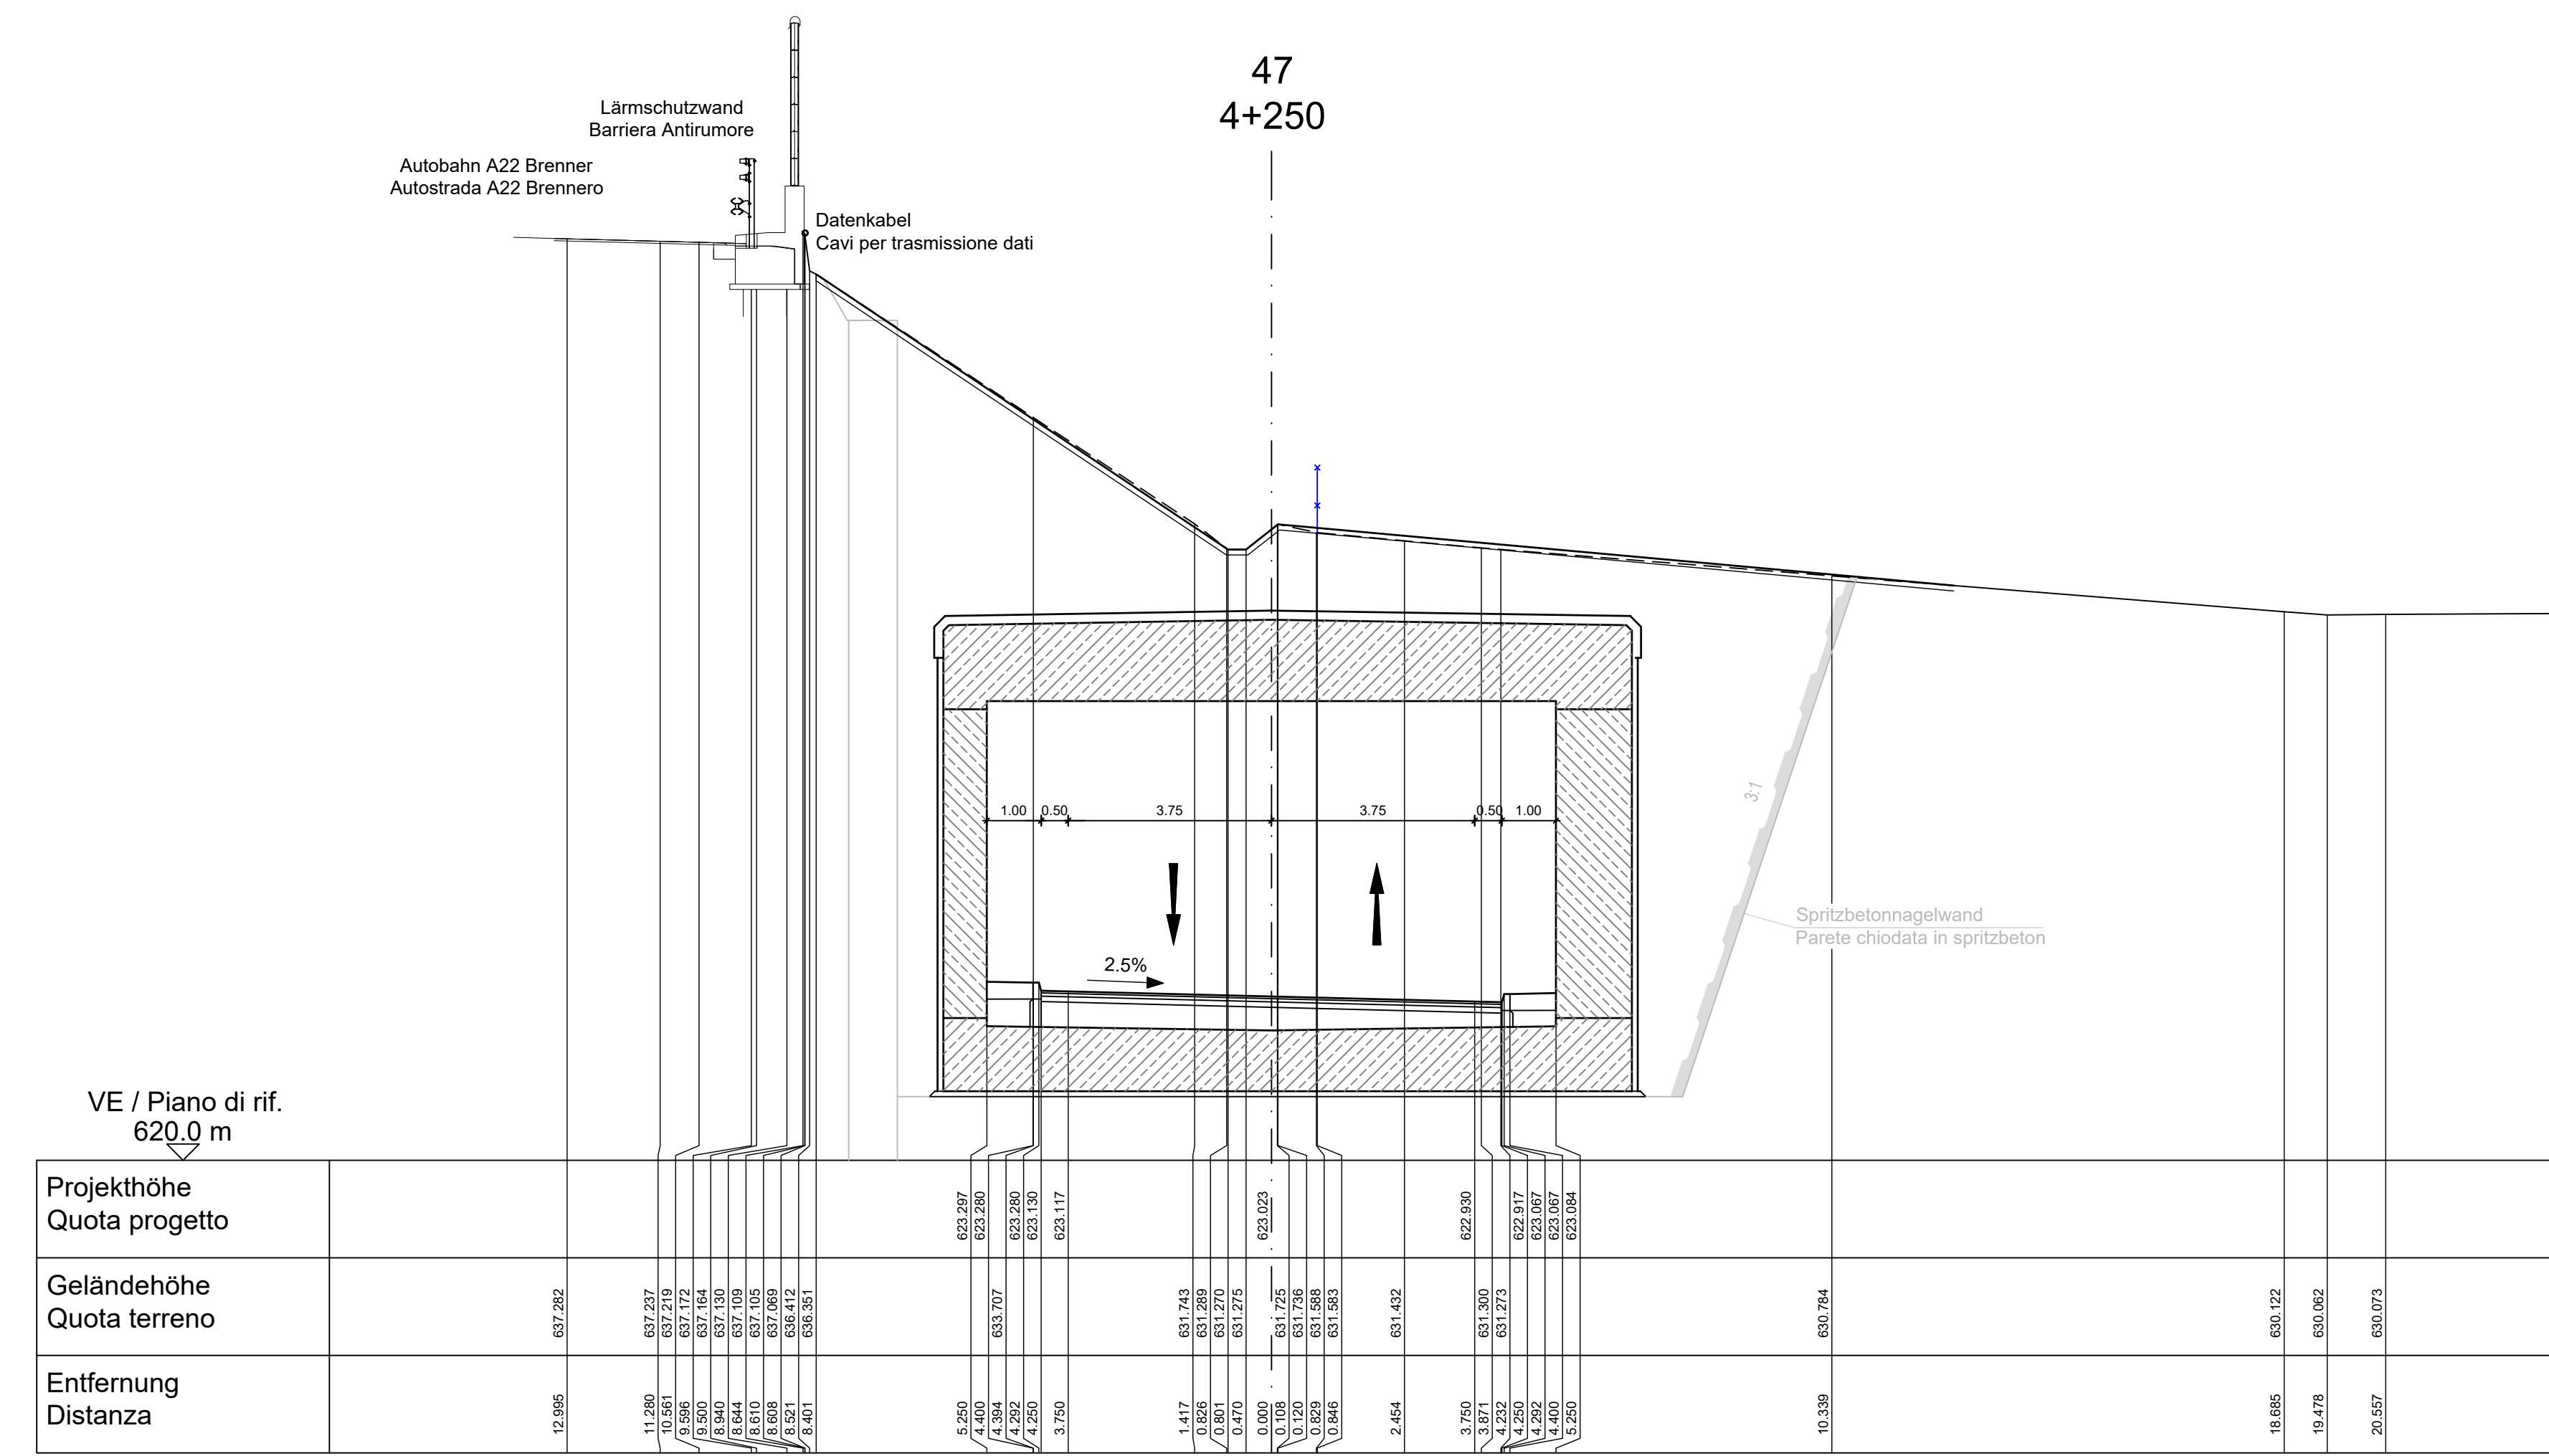 47
4+250
Lärmschutzwand
Barriera Antirumore
Autobahn A22 Brenner
Autostrada A22 Brennero
Datenkabel
Cavi per trasmissione dati
1.00 0.50 3.75 3.75 0.50 1.00
3:1
2.5%
Spritzbetonnagelwand
Parete chiodata in spritzbeton
VE / Piano di rif.
620.0 m
Projekthöhe
Quota progetto
623.297 623.280 623.280 623.130 623.117 623.023 622.930 622.917 623.067 623.067 623.084
Geländehöhe
Quota terreno
637.282 637.237 637.219 637.172 637.164 637.130 637.109 637.105 637.069 636.412 636.351 633.707 631.743 631.289 631.270 631.275 631.725 631.736 631.588 631.583 631.432 631.300 631.273 630.784 630.122 630.062 630.073
Entfernung
Distanza
12.995 11.280 10.561 9.596 9.500 8.940 8.644 8.610 8.608 8.521 8.401 5.250 4.400 4.394 4.292 4.250 3.750 1.417 0.826 0.801 0.470 0.000 0.108 0.120 0.829 0.846 2.454 3.750 3.871 4.232 4.250 4.292 4.400 5.250 10.339 18.685 19.478 20.557